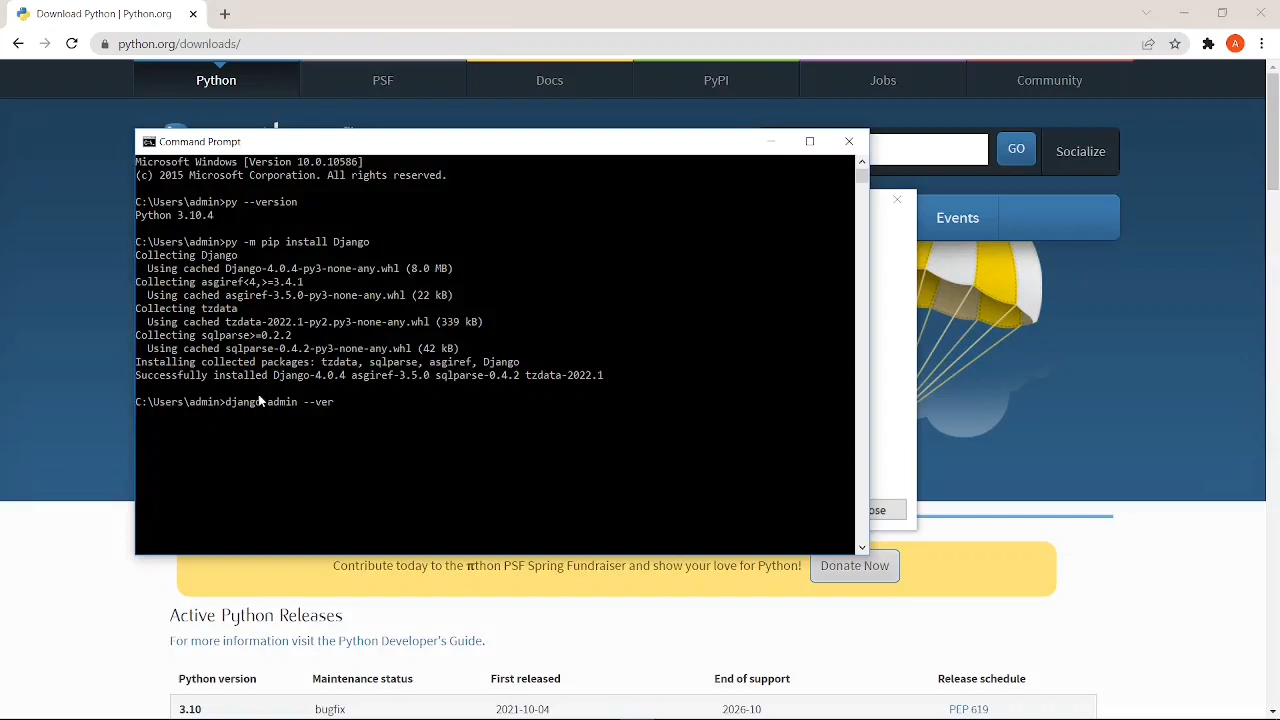 Download Python | Python.org
python.org/downloads/
A
Python PSF Docs PyPI Jobs Community
GO
Socialize
Events
Command Prompt
Microsoft Windows [Version 10.0.10586]
(c) 2015 Microsoft Corporation. All rights reserved.
C:\Users\admin>py --version
Python 3.10.4
C:\Users\admin>py -m pip install Django
Collecting Django
Using cached Django-4.0.4-py3-none-any.whl (8.0 MB)
Collecting asgiref<4,>=3.4.1
Using cached asgiref-3.5.0-py3-none-any.whl (22 kB)
Collecting tzdata
Using cached tzdata-2022.1-py2.py3-none-any.whl (339 kB)
Collecting sqlparse>=0.2.2
Using cached sqlparse-0.4.2-py3-none-any.whl (42 kB)
Installing collected packages: tzdata, sqlparse, asgiref, Django
Successfully installed Django-4.0.4 asgiref-3.5.0 sqlparse-0.4.2 tzdata-2022.1
C:\Users\admin>django-admin --ver
ose
Contribute today to the πthon PSF Spring Fundraiser and show your love for Python! Donate Now
Active Python Releases
For more information visit the Python Developer's Guide.
Python version Maintenance status First released End of support Release schedule
3.10 bugfix 2021-10-04 2026-10 PEP 619